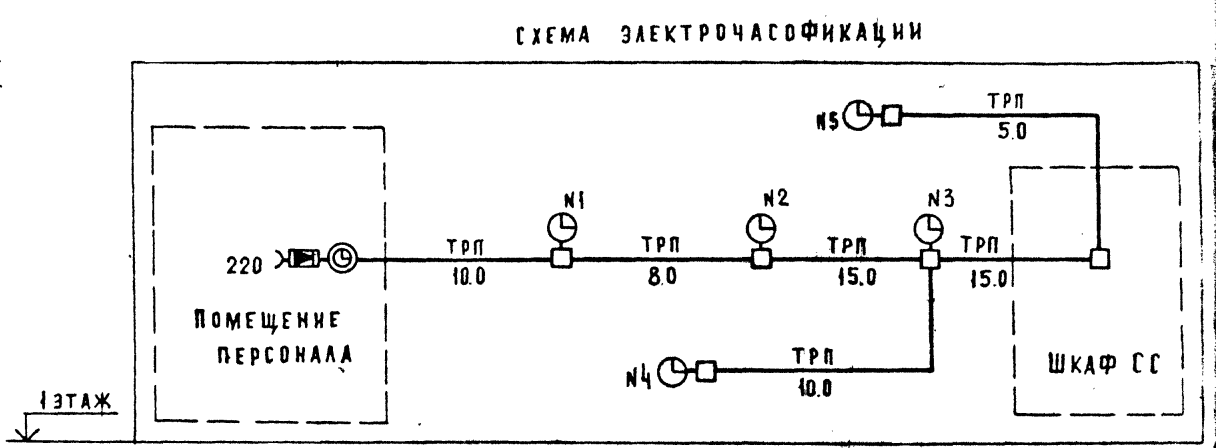 СХЕМА ЭЛЕКТРОЧАСОФИКАЦИИ
ТРП
N5
5.0
N1
N2
N3
ТРП
ТРП
ТРП
ТРП
220
10.0
8.0
15.0
15.0
ПОМЕЩЕНИЕ
ПЕРСОНАЛА
N4
ТРП
10.0
ШКАФ СС
1 ЭТАЖ